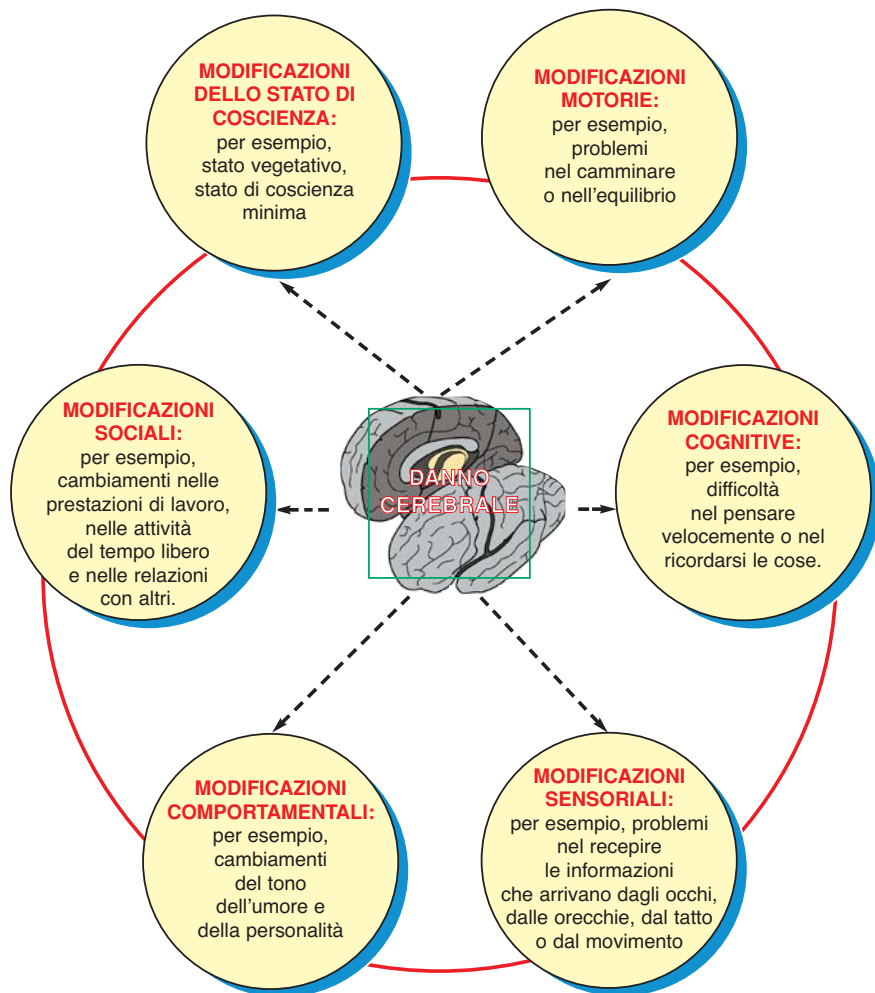 MODIFICAZIONI
DELLO STATO DI
COSCIENZA:
per esempio,
stato vegetativo,
stato di coscienza
minima
MODIFICAZIONI
MOTORIE:
per esempio,
problemi
nel camminare
o nell'equilibrio
MODIFICAZIONI
SOCIALI:
per esempio,
cambiamenti nelle
prestazioni di lavoro,
nelle attività
del tempo libero
e nelle relazioni
con altri.
DANNO
CEREBRALE
MODIFICAZIONI
COGNITIVE:
per esempio,
difficoltà
nel pensare
velocemente o nel
ricordarsi le cose.
MODIFICAZIONI
COMPORTAMENTALI:
per esempio,
cambiamenti
del tono
dell'umore e
della personalità
MODIFICAZIONI
SENSORIALI:
per esempio, problemi
nel recepire
le informazioni
che arrivano dagli occhi,
dalle orecchie, dal tatto
o dal movimento